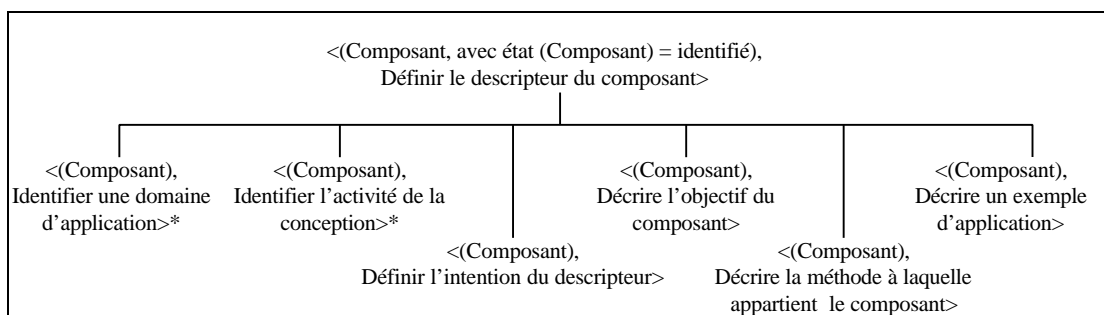 <(Composant, avec état (Composant) = identifié),
Définir le descripteur du composant>
<(Composant),
Identifier une domaine
d’application>*
<(Composant),
Identifier l’activité de la
conception>*
<(Composant),
Définir l’intention du descripteur>
<(Composant),
Décrire l’objectif du
composant>
<(Composant),
Décrire la méthode à laquelle
appartient le composant>
<(Composant),
Décrire un exemple
d’application>